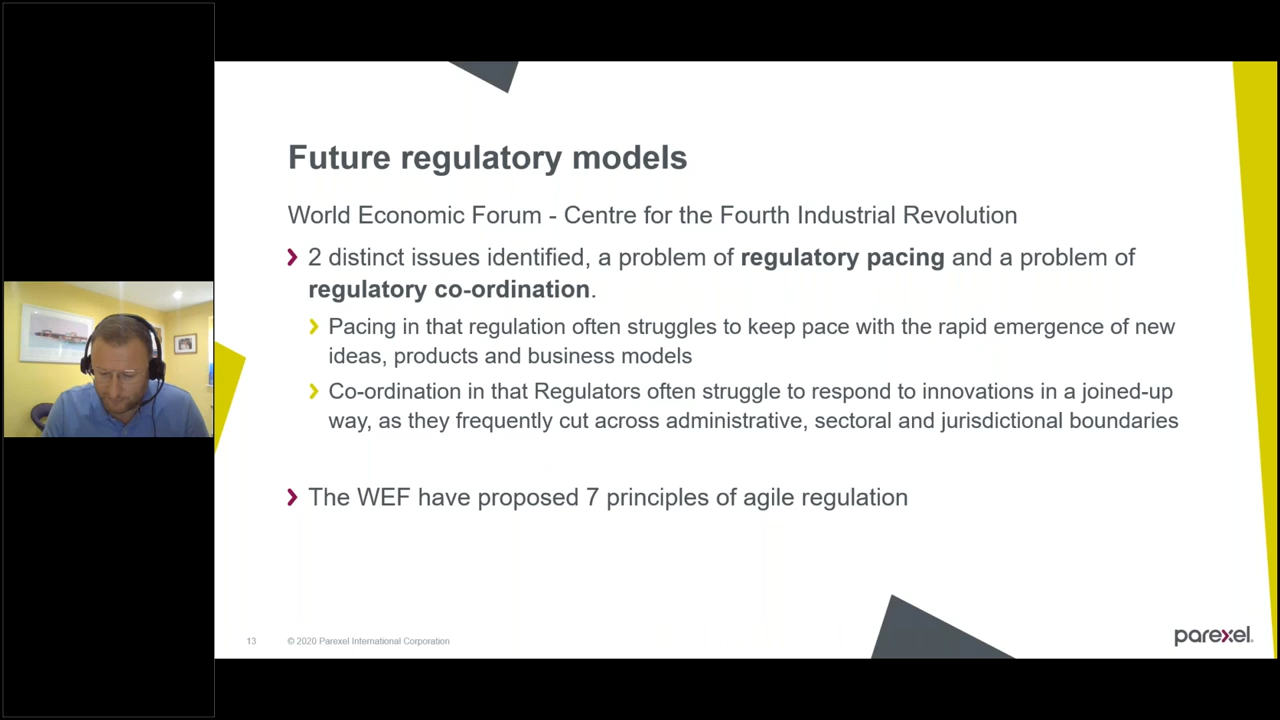 Future regulatory models
World Economic Forum - Centre for the Fourth Industrial Revolution
2 distinct issues identified, a problem of regulatory pacing and a problem of
regulatory co-ordination.
Pacing in that regulation often struggles to keep pace with the rapid emergence of new
ideas, products and business models
Co-ordination in that Regulators often struggle to respond to innovations in a joined-up
way, as they frequently cut across administrative, sectoral and jurisdictional boundaries
The WEF have proposed 7 principles of agile regulation
13 © 2020 Parexel International Corporation
parexel.